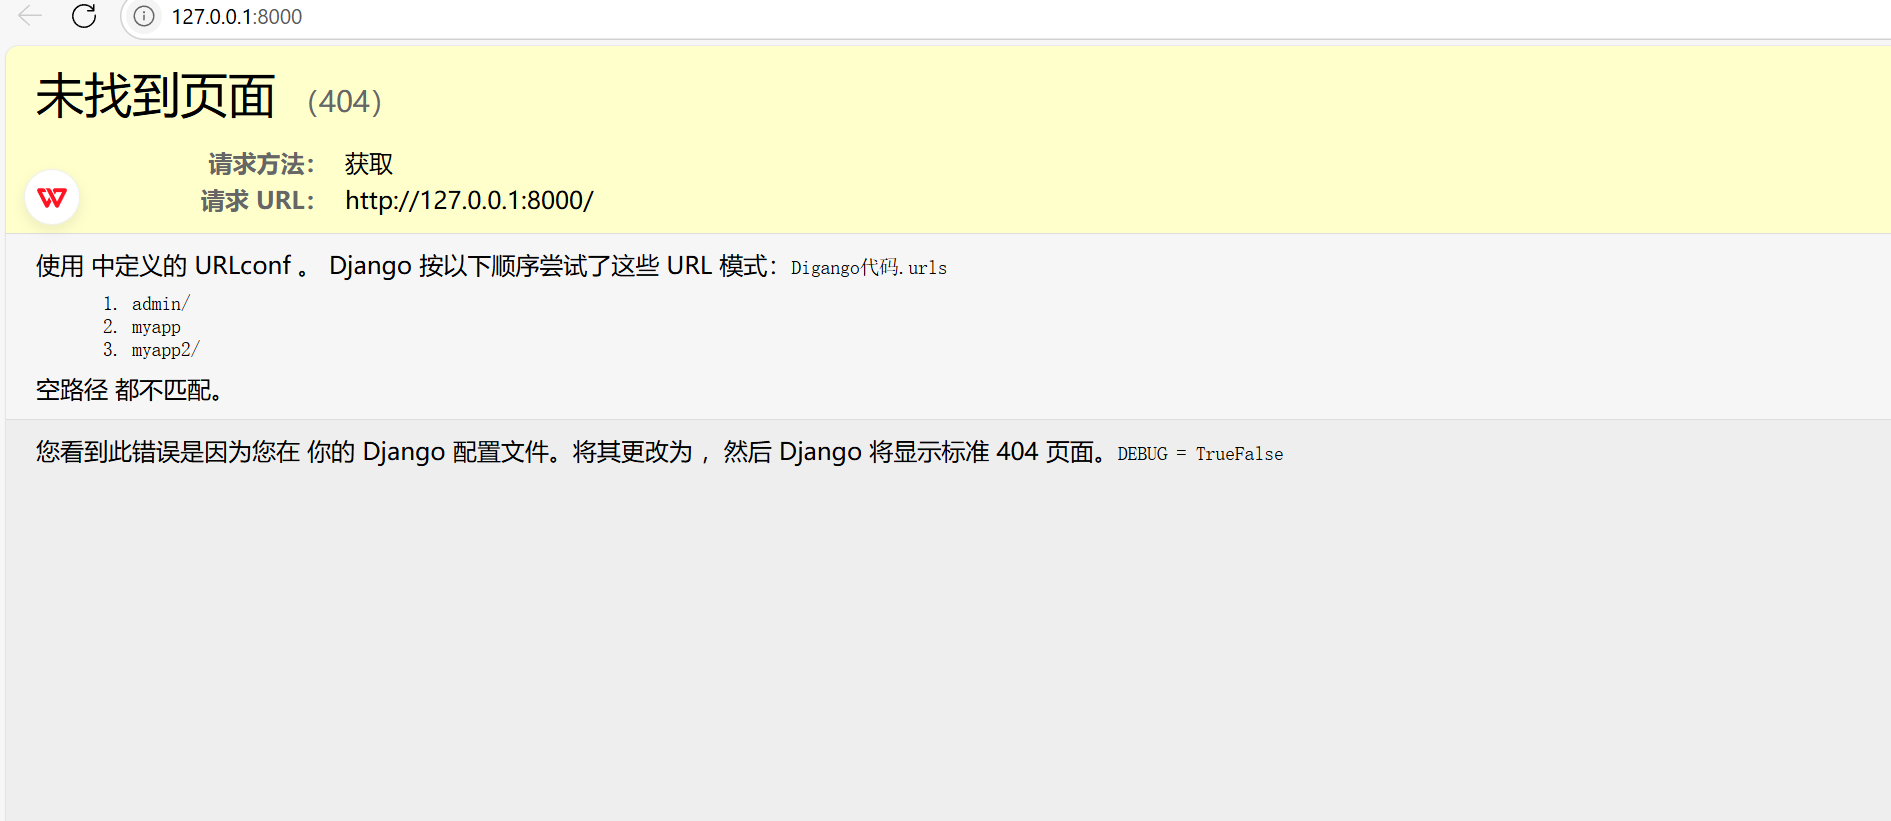 127.0.0.1:8000
未找到页面 (404)
请求方法： 获取
请求 URL： http://127.0.0.1:8000/
使用 中定义的 URLconf 。 Django 按以下顺序尝试了这些 URL 模式：Digango代码.urls
1. admin/
2. myapp
3. myapp2/
空路径 都不匹配。
您看到此错误是因为您在 你的 Django 配置文件。将其更改为 ，然后 Django 将显示标准 404 页面。DEBUG = TrueFalse